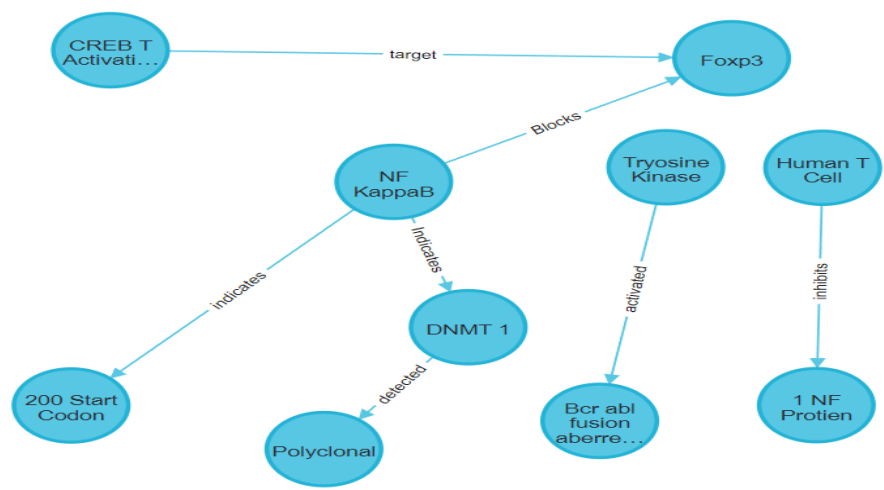 CREB T
Activati...
target
Foxp3
Blocks
NF
KappaB
Tryosine
Kinase
Human T
Cell
Indicates
indicates
activated
inhibits
DNMT 1
detected
200 Start
Codon
Polyclonal
Bcr abl
fusion
aberre...
1 NF
Protien